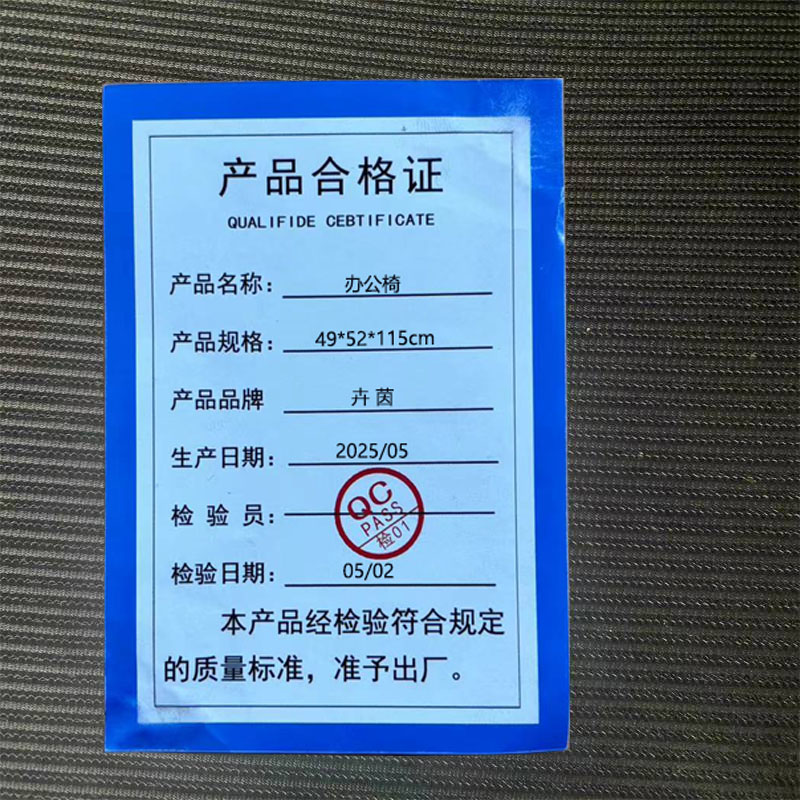 产品合格证
QUALIFIDE CEBTIFICATE
产品名称：办公椅
产品规格：49*52*115cm
产品品牌 卉茵
生产日期：2025/05
检验员：
QC
PASS
检01
检验日期：05/02
本产品经检验符合规定
的质量标准，准予出厂。